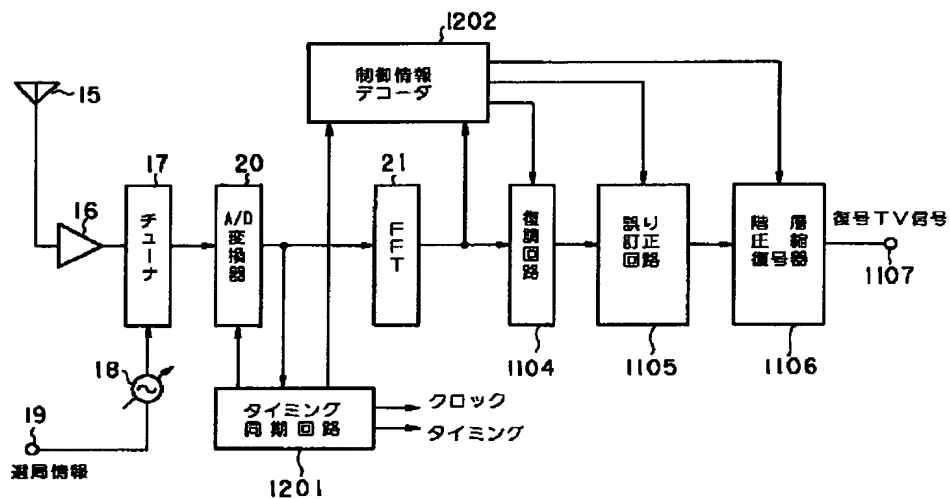 1202
制御情報
デコーダ
15
16
17
チューナ
20
A/D
変換器
21
FFT
復調回路
1104
誤り
訂正
回路
1105
階層
圧縮
復号器
1106
復号TV信号
1107
18
19
選局情報
タイミング
同期回路
1201
クロック
タイミング